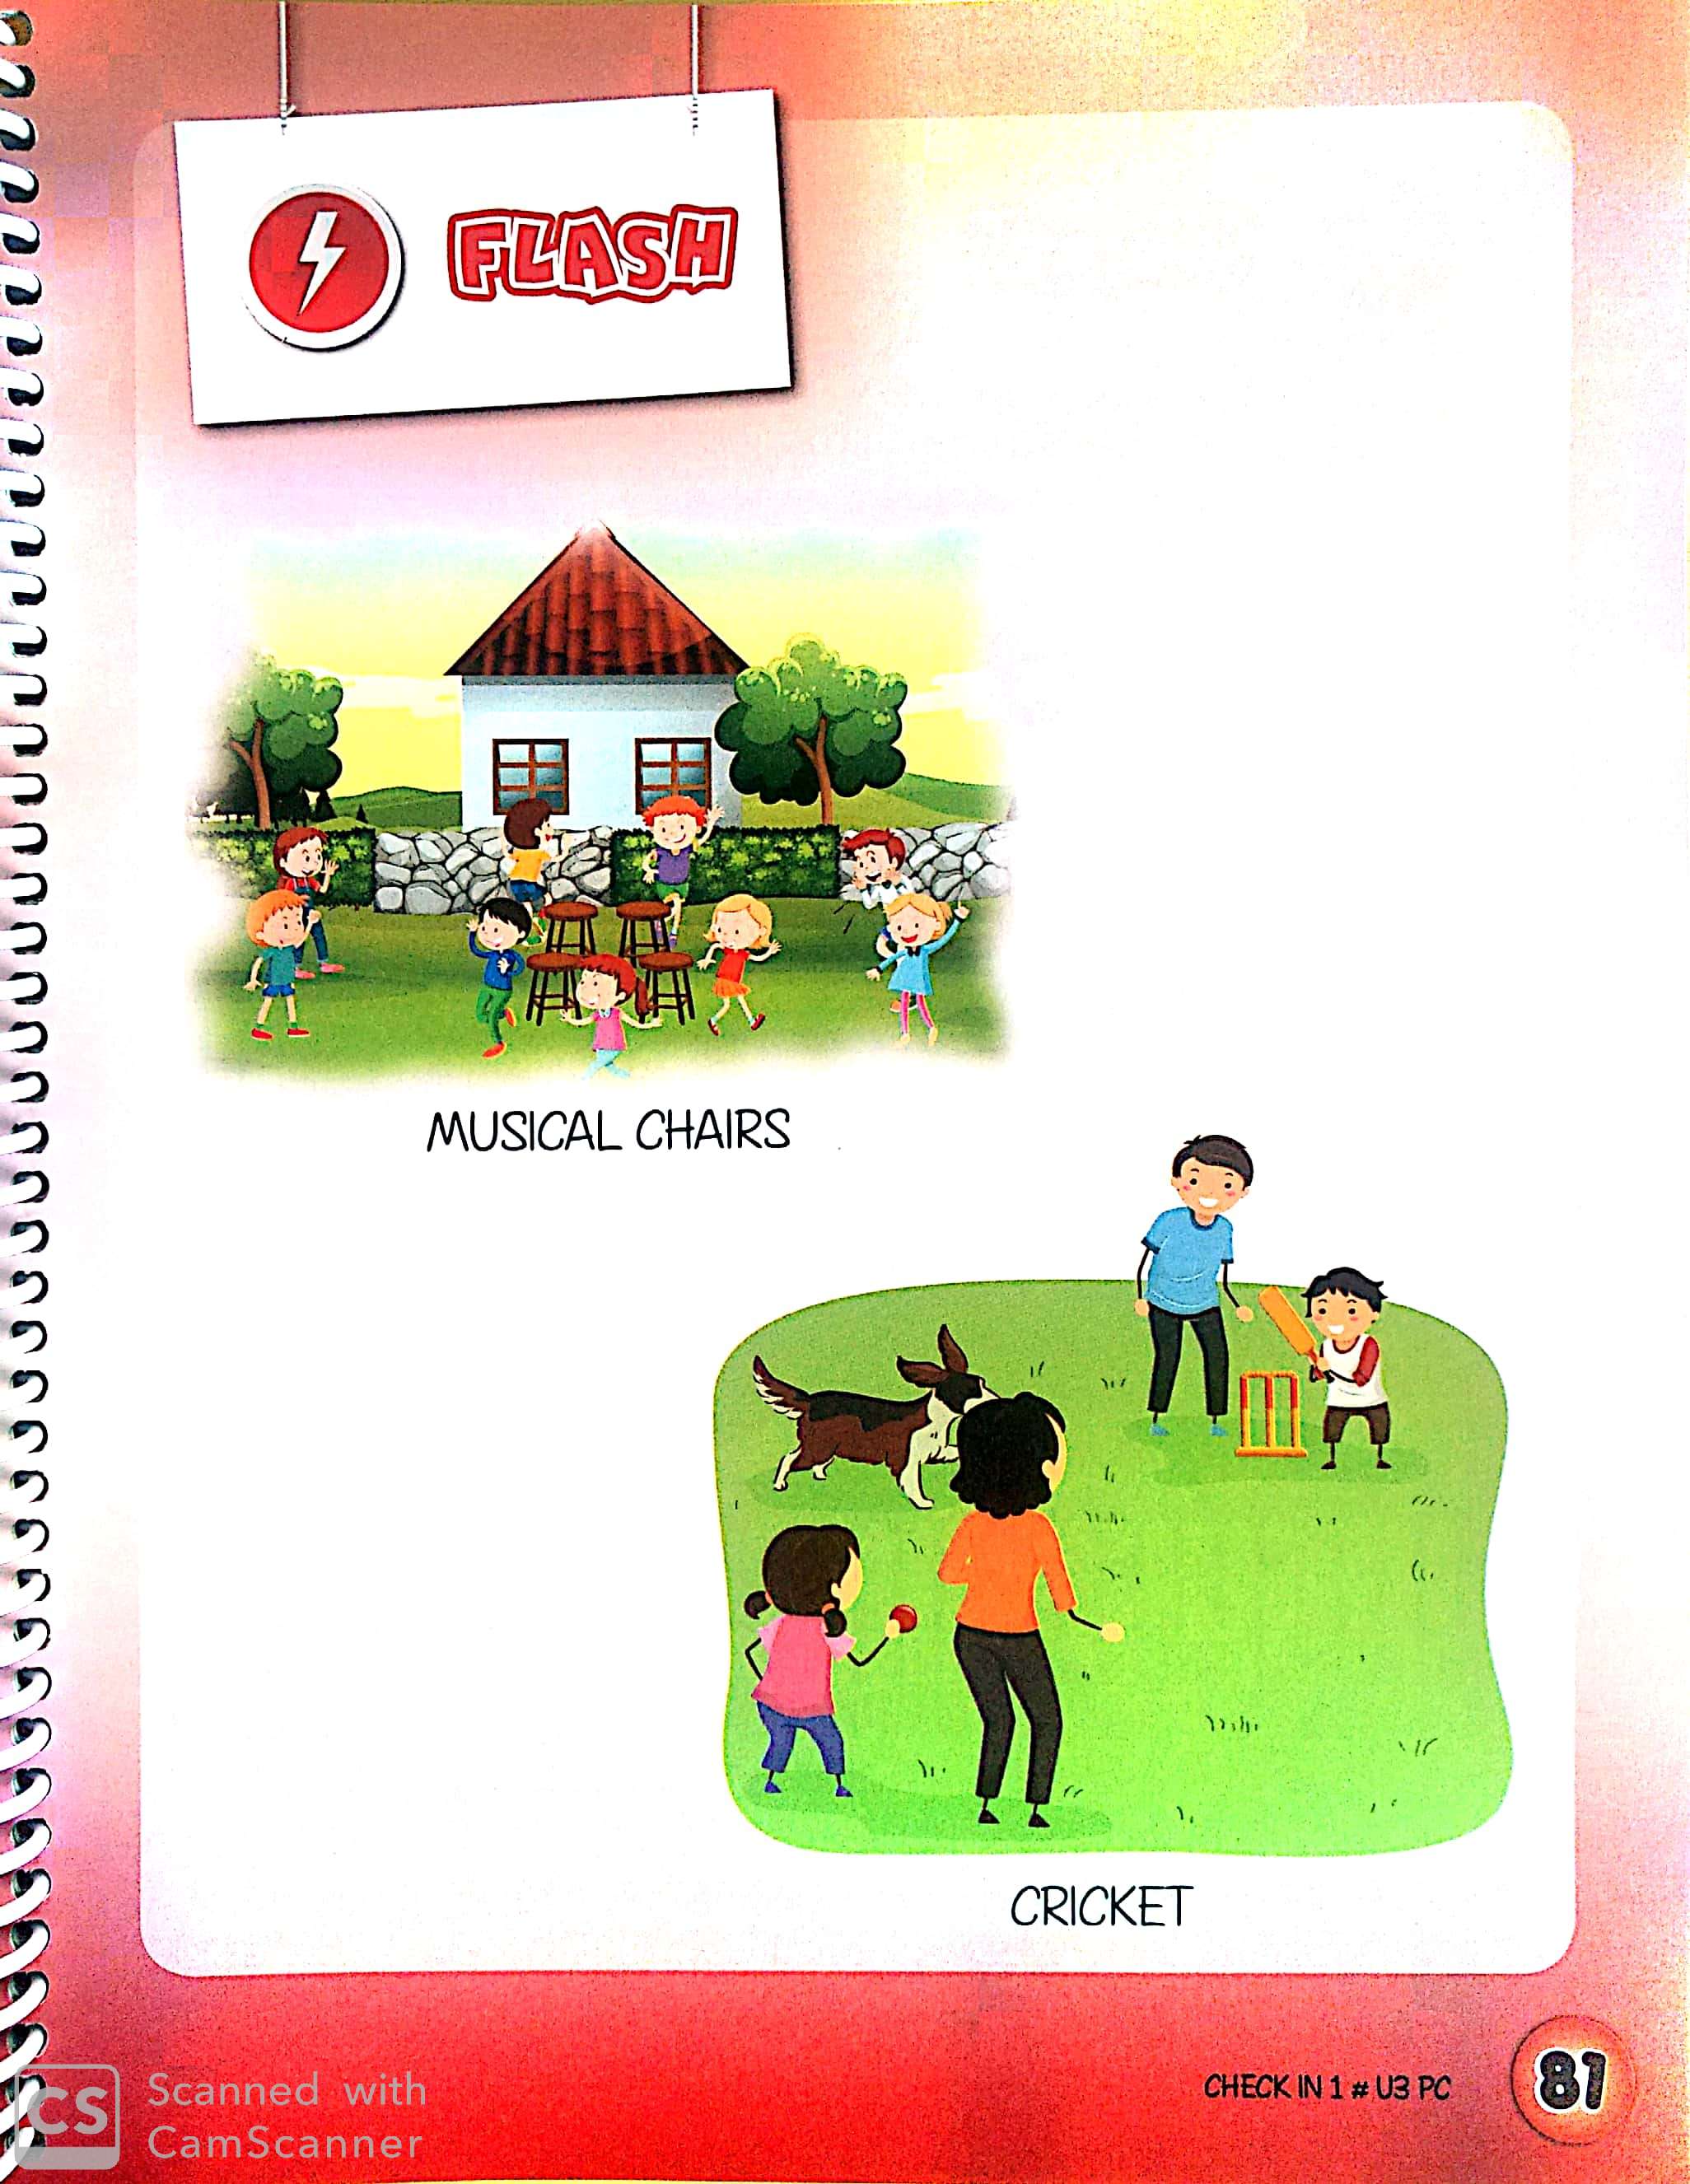 FLASH
MUSICAL CHAIRS
CRICKET
CHECK IN 1 # U3 PC
81
CS
Scanned with
CamScanner